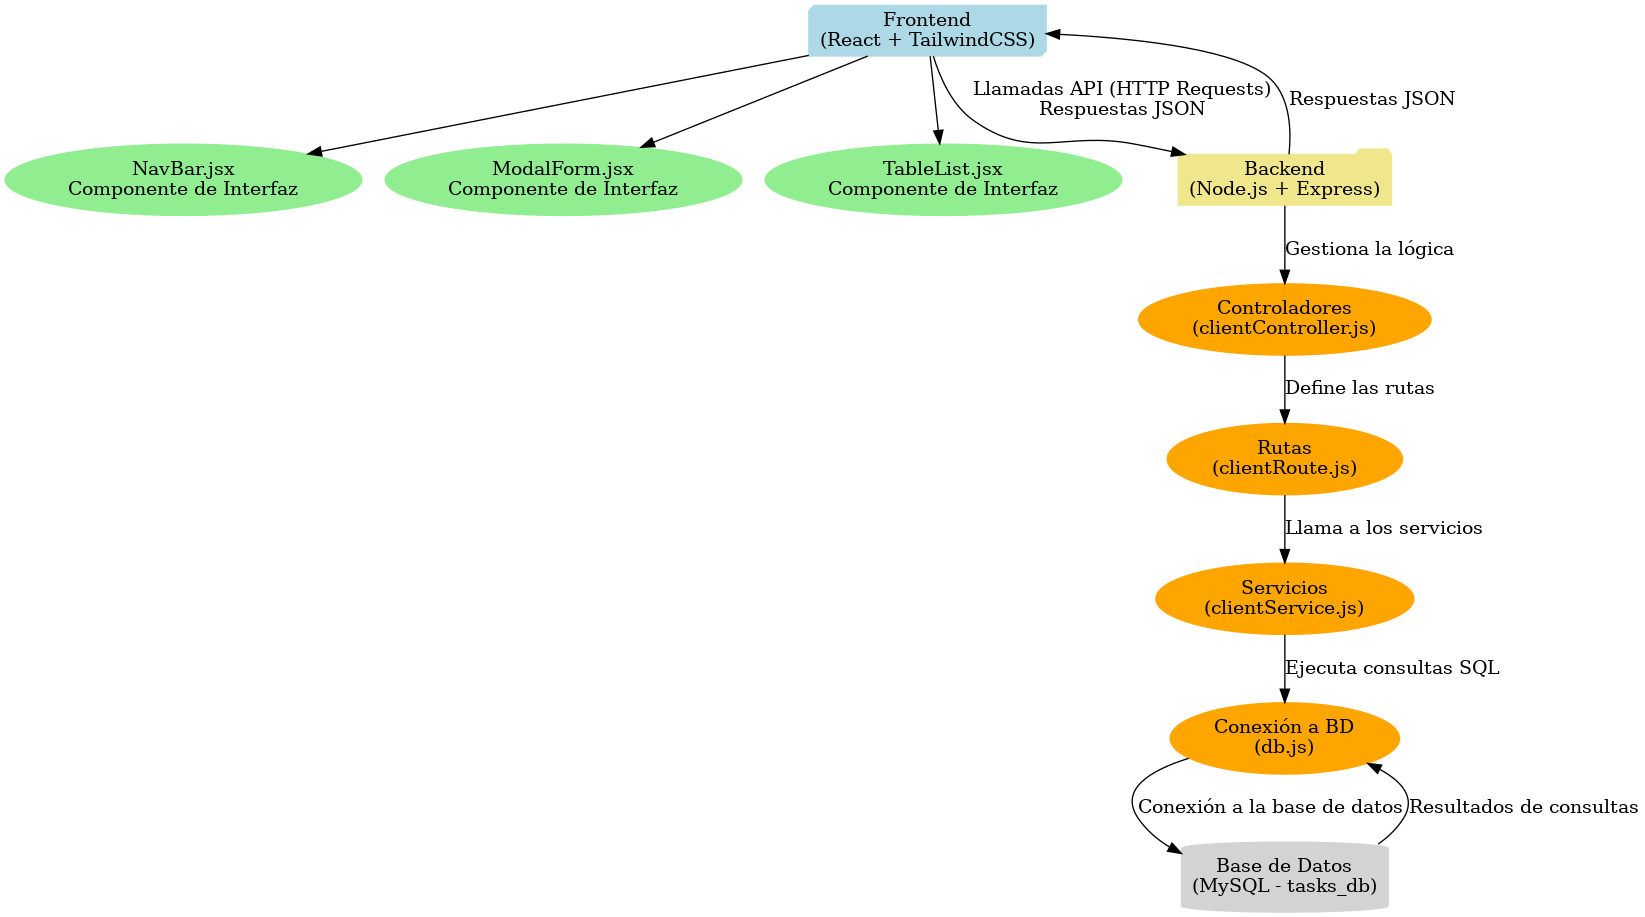 Frontend
(React + TailwindCSS)
Llamadas API (HTTP Requests)
Respuestas JSON
Respuestas JSON
NavBar.jsx
Componente de Interfaz
ModalForm.jsx
Componente de Interfaz
TableList.jsx
Componente de Interfaz
Backend
(Node.js + Express)
Gestiona la lógica
Controladores
(clientController.js)
Define las rutas
Rutas
(clientRoute.js)
Llama a los servicios
Servicios
(clientService.js)
Ejecuta consultas SQL
Conexión a BD
(db.js)
Conexión a la base de datos
Resultados de consultas
Base de Datos
(MySQL - tasks_db)